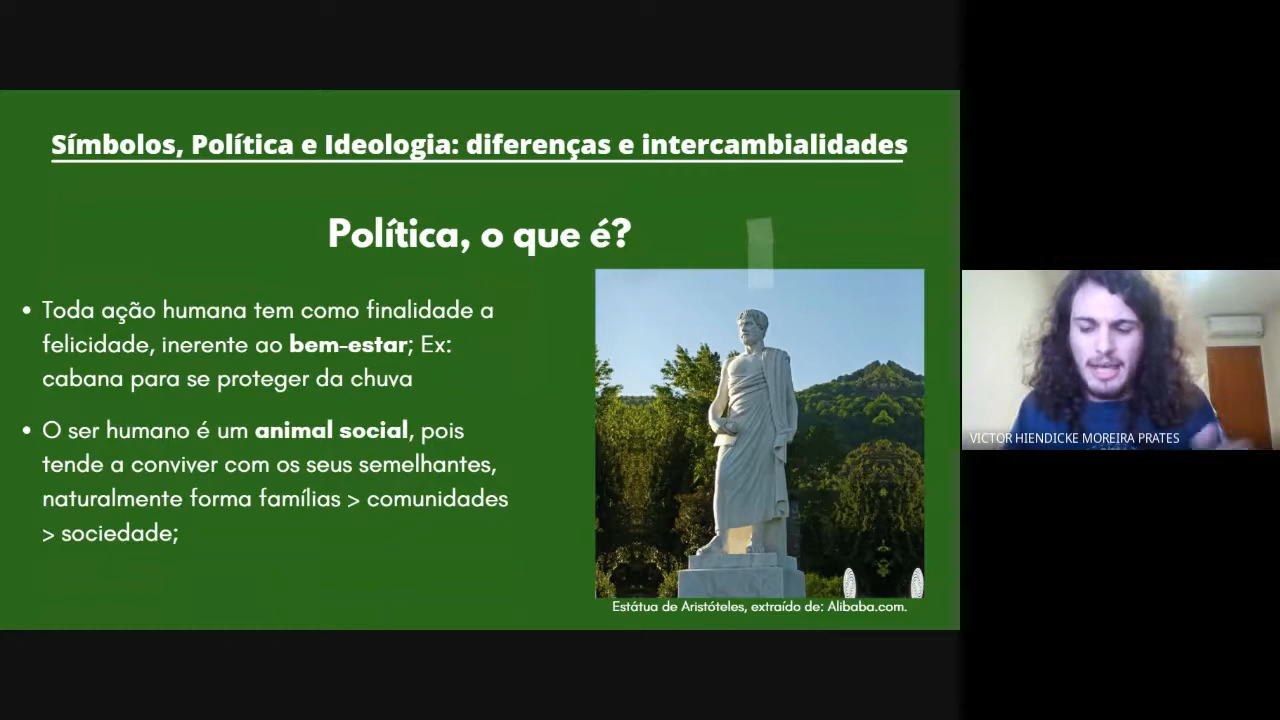 Símbolos, Política e Ideologia: diferenças e intercambialidades
Política, o que é?
• Toda ação humana tem como finalidade a
felicidade, inerente ao bem-estar; Ex:
cabana para se proteger da chuva
• O ser humano é um animal social, pois
tende a conviver com os seus semelhantes,
naturalmente forma famílias > comunidades
> sociedade;
Estátua de Aristóteles, extraído de: Alibaba.com.
VICTOR HIENDICKE MOREIRA PRATES